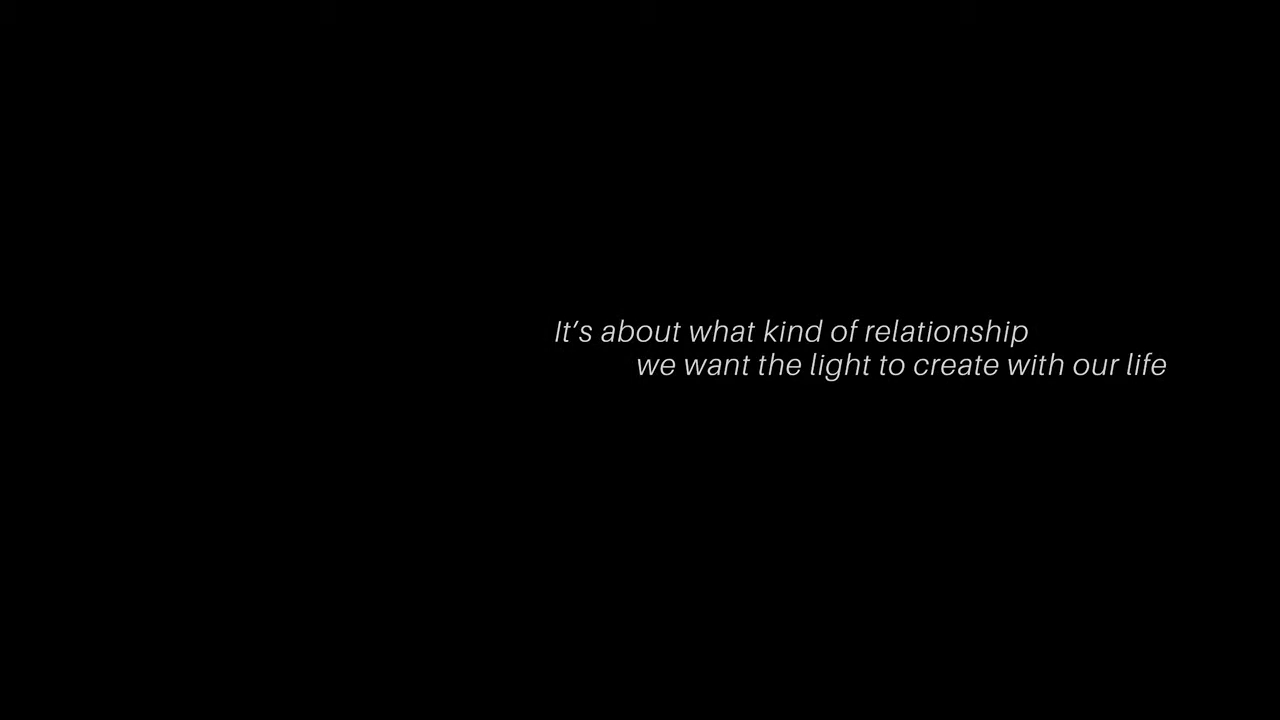 It’s about what kind of relationship
we want the light to create with our life